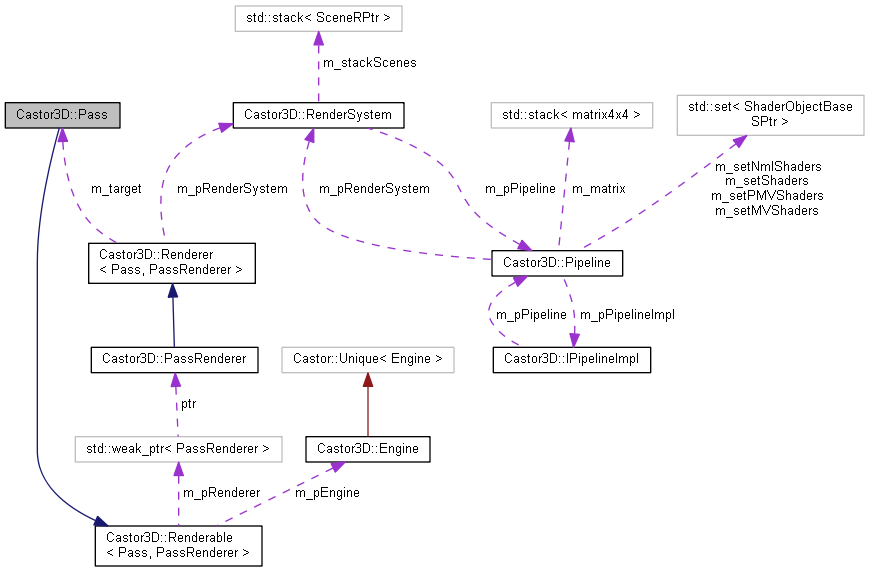 std::stack< SceneRPtr >
m_stackScenes
Castor3D::Pass
Castor3D::RenderSystem
std::stack< matrix4x4 >
std::set< ShaderObjectBase
SPtr >
m_target
m_pRenderSystem
m_pRenderSystem
m_pPipeline
m_matrix
m_setNmlShaders
m_setShaders
m_setPMVShaders
m_setMVShaders
Castor3D::Renderer
< Pass, PassRenderer >
Castor3D::Pipeline
m_pPipeline
m_pPipelineImpl
Castor3D::PassRenderer
Castor::Unique< Engine >
Castor3D::IPipelineImpl
ptr
std::weak_ptr< PassRenderer >
Castor3D::Engine
m_pRenderer
m_pEngine
Castor3D::Renderable
< Pass, PassRenderer >